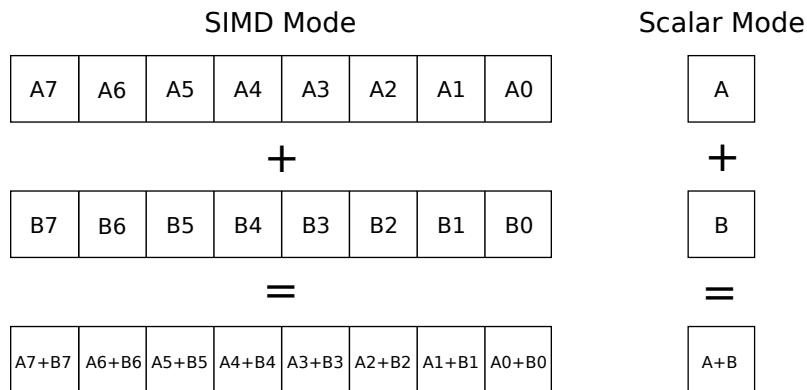 SIMD Mode Scalar Mode
A7 A6 A5 A4 A3 A2 A1 A0 A
+ +
B7 B6 B5 B4 B3 B2 B1 B0 B
= =
A7+B7 A6+B6 A5+B5 A4+B4 A3+B3 A2+B2 A1+B1 A0+B0 A+B